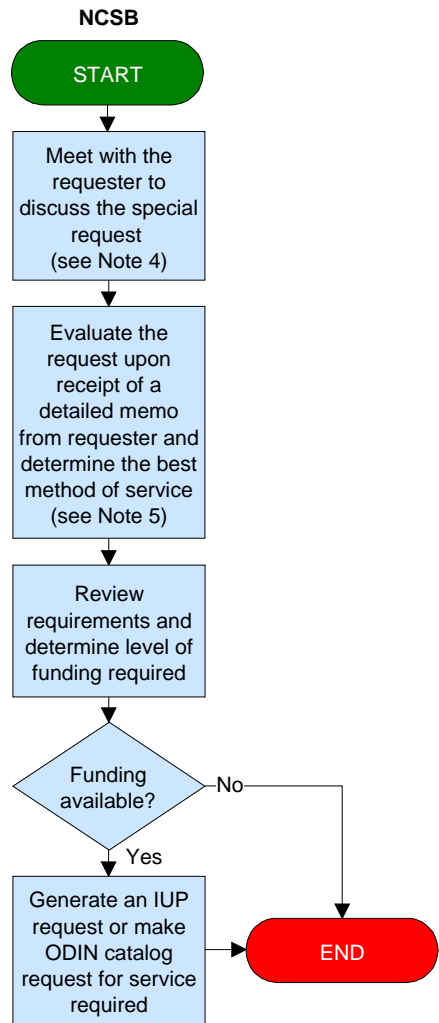 NCSB
START
Meet with the
requester to
discuss the special
request
(see Note 4)
Evaluate the
request upon
receipt of a
detailed memo
from requester and
determine the best
method of service
(see Note 5)
Review
requirements and
determine level of
funding required
Funding
available?
No
Yes
Generate an IUP
request or make
ODIN catalog
request for service
required
END